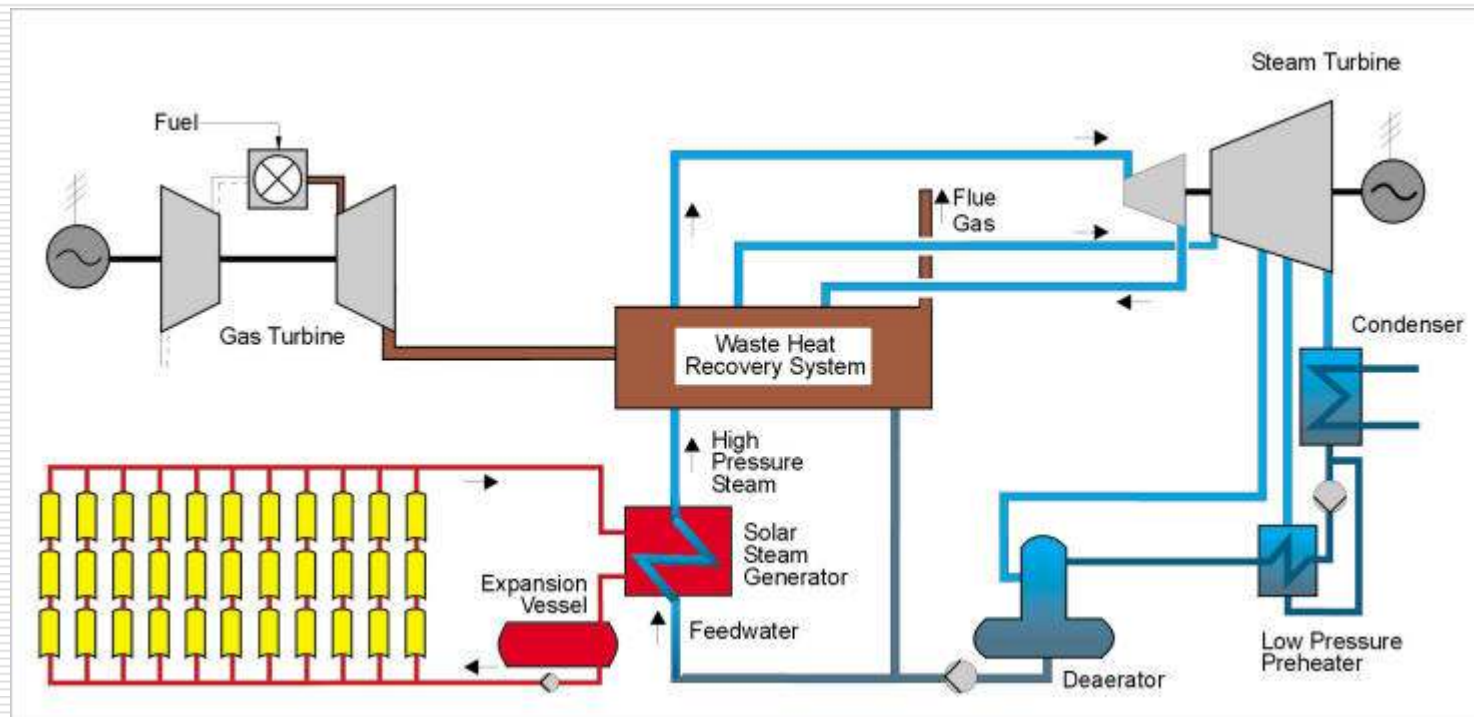 Steam Turbine
Fuel
Flue
Gas
Gas Turbine
Condenser
Waste Heat
Recovery System
High
Pressure
Steam
Solar
Steam
Generator
Expansion
Vessel
Feedwater
Low Pressure
Preheater
Deaerator